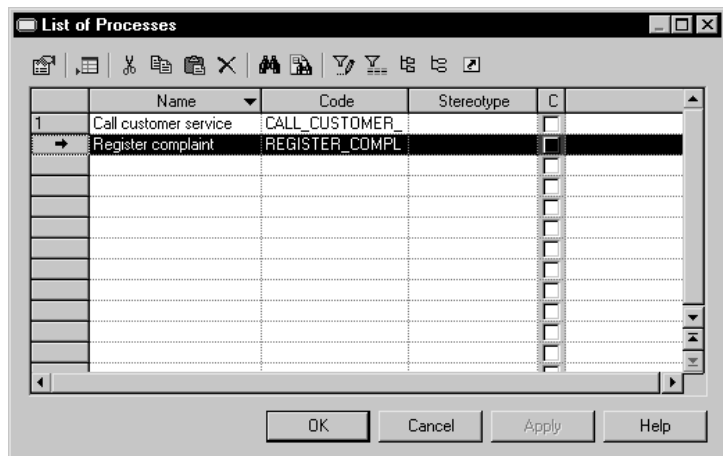 List of Processes
Name Code Stereotype C
1 Call customer service CALL_CUSTOMER_
Register complaint REGISTER_COMPL
OK Cancel Apply Help